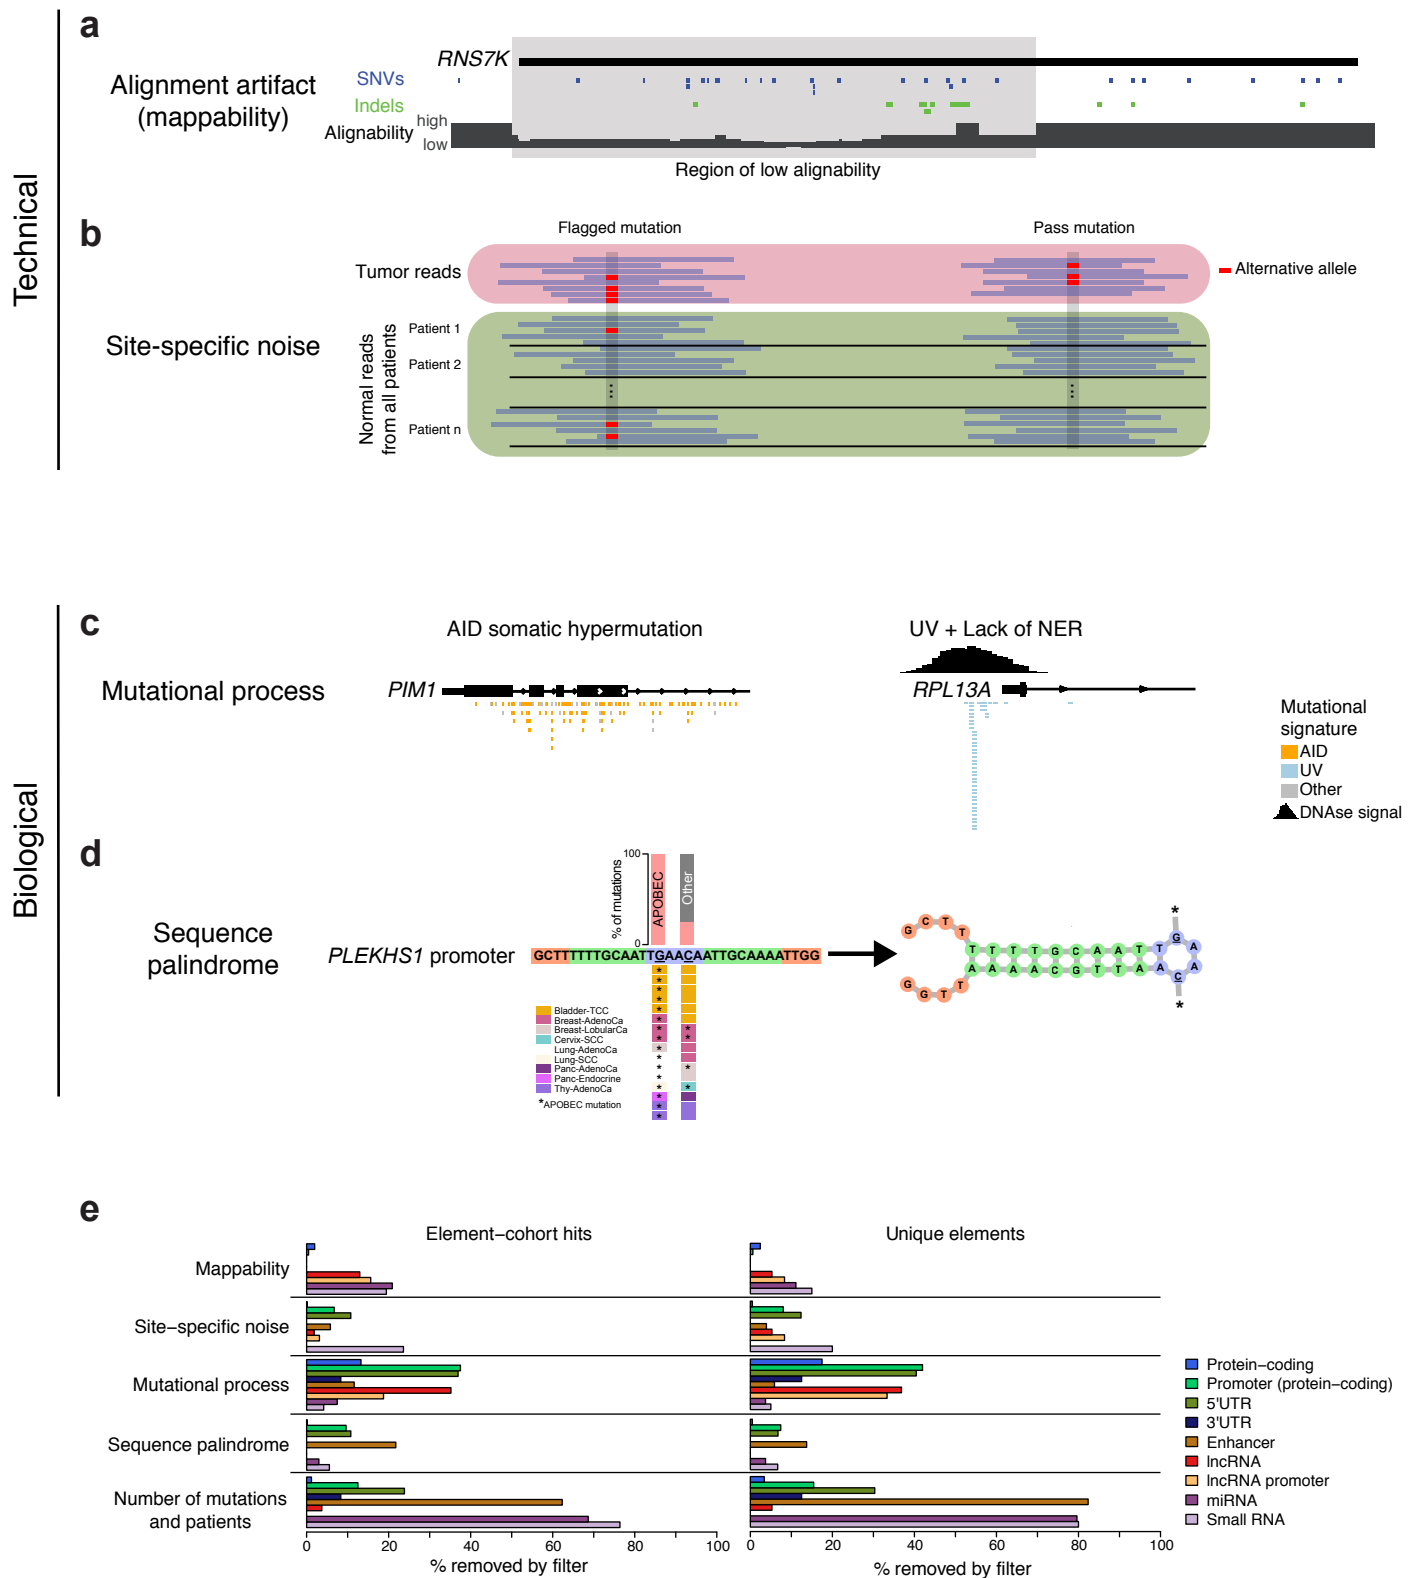 Technical
a
Alignment artifact
(mappability)
RNS7K
SNVs
Indels
Alignability
high
low
Region of low alignability
b
Site-specific noise
Flagged mutation
Pass mutation
Tumor reads
Alternative allele
Normal reads
from all patients
Patient 1
Patient 2
Patient n
Biological
c
Mutational process
AID somatic hypermutation
UV + Lack of NER
PIM1
RPL13A
Mutational
signature
AID
UV
Other
DNAse signal
d
Sequence
palindrome
% of mutations
100
0
APOBEC
Other
PLEKHS1 promoter
GCTTTTTTGCAATTGAACAATTGCAAAATTGG
G C T T T T T T G C A A T T G A
A C A A T T G C A A A A T T G G
*
*
Bladder-TCC
Breast-AdenoCa
Breast-LobularCa
Cervix-SCC
Lung-AdenoCa
Lung-SCC
Panc-AdenoCa
Panc-Endocrine
Thy-AdenoCa
*APOBEC mutation
e
Element−cohort hits
Unique elements
Mappability
Site−specific noise
Mutational process
Sequence palindrome
Number of mutations
and patients
0 20 40 60 80 100
% removed by filter
0 20 40 60 80 100
% removed by filter
Protein−coding
Promoter (protein−coding)
5'UTR
3'UTR
Enhancer
lncRNA
lncRNA promoter
miRNA
Small RNA